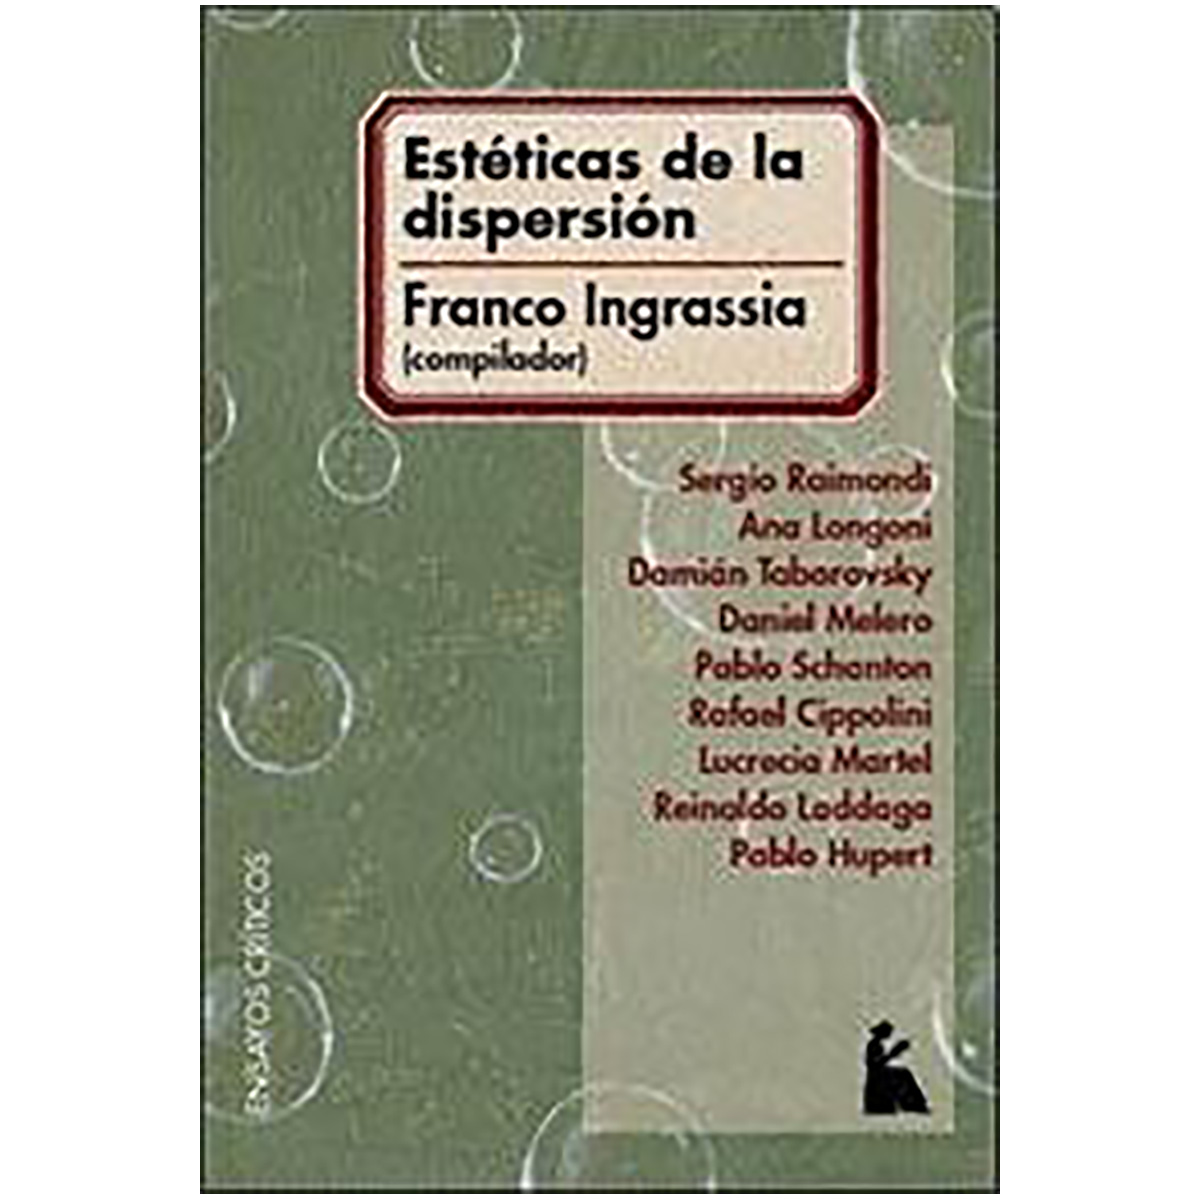 Estéticas de la
dispersión
Franco Ingrassia
(compilador)
Sergio Raimondi
Ana Longoni
Damián Tabarovsky
Daniel Melero
Pablo Schanton
Rafael Cippolini
Lucrecia Martel
Reinaldo Laddaga
Pablo Hupert
ENSAYOS CRÍTICOS